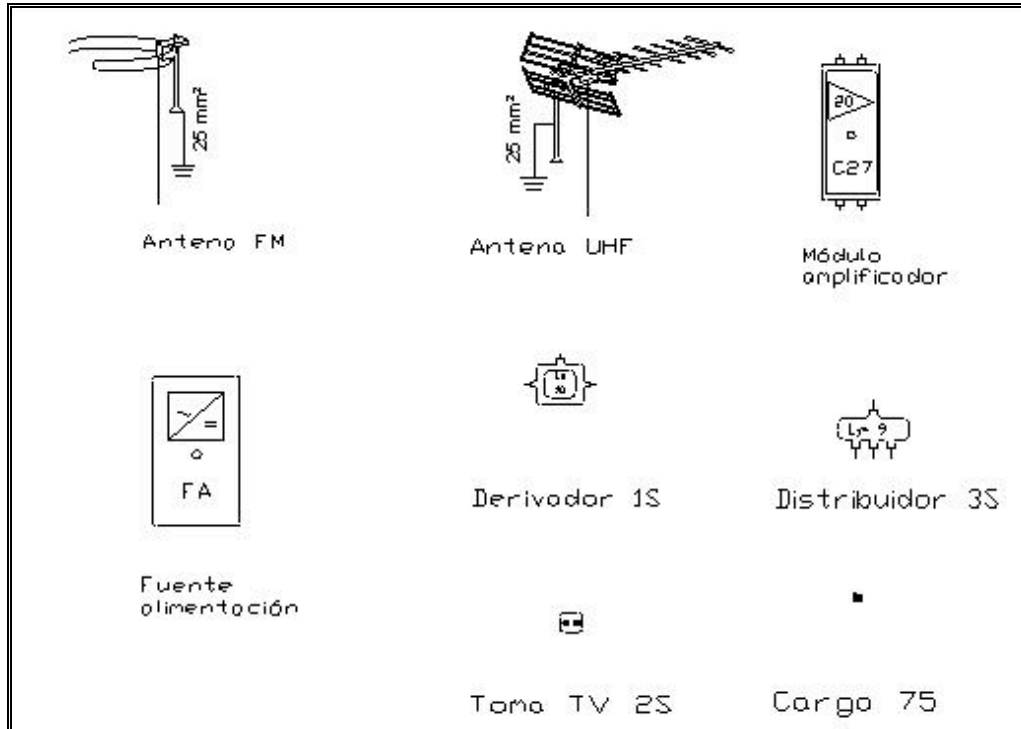 25 mm²
25 mm²
20
C27
Antena FM
Antena UHF
Módulo
amplificador
FA
Derivador 1S
Distribuidor 3S
Fuente
alimentación
Toma TV 2S
Carga 75